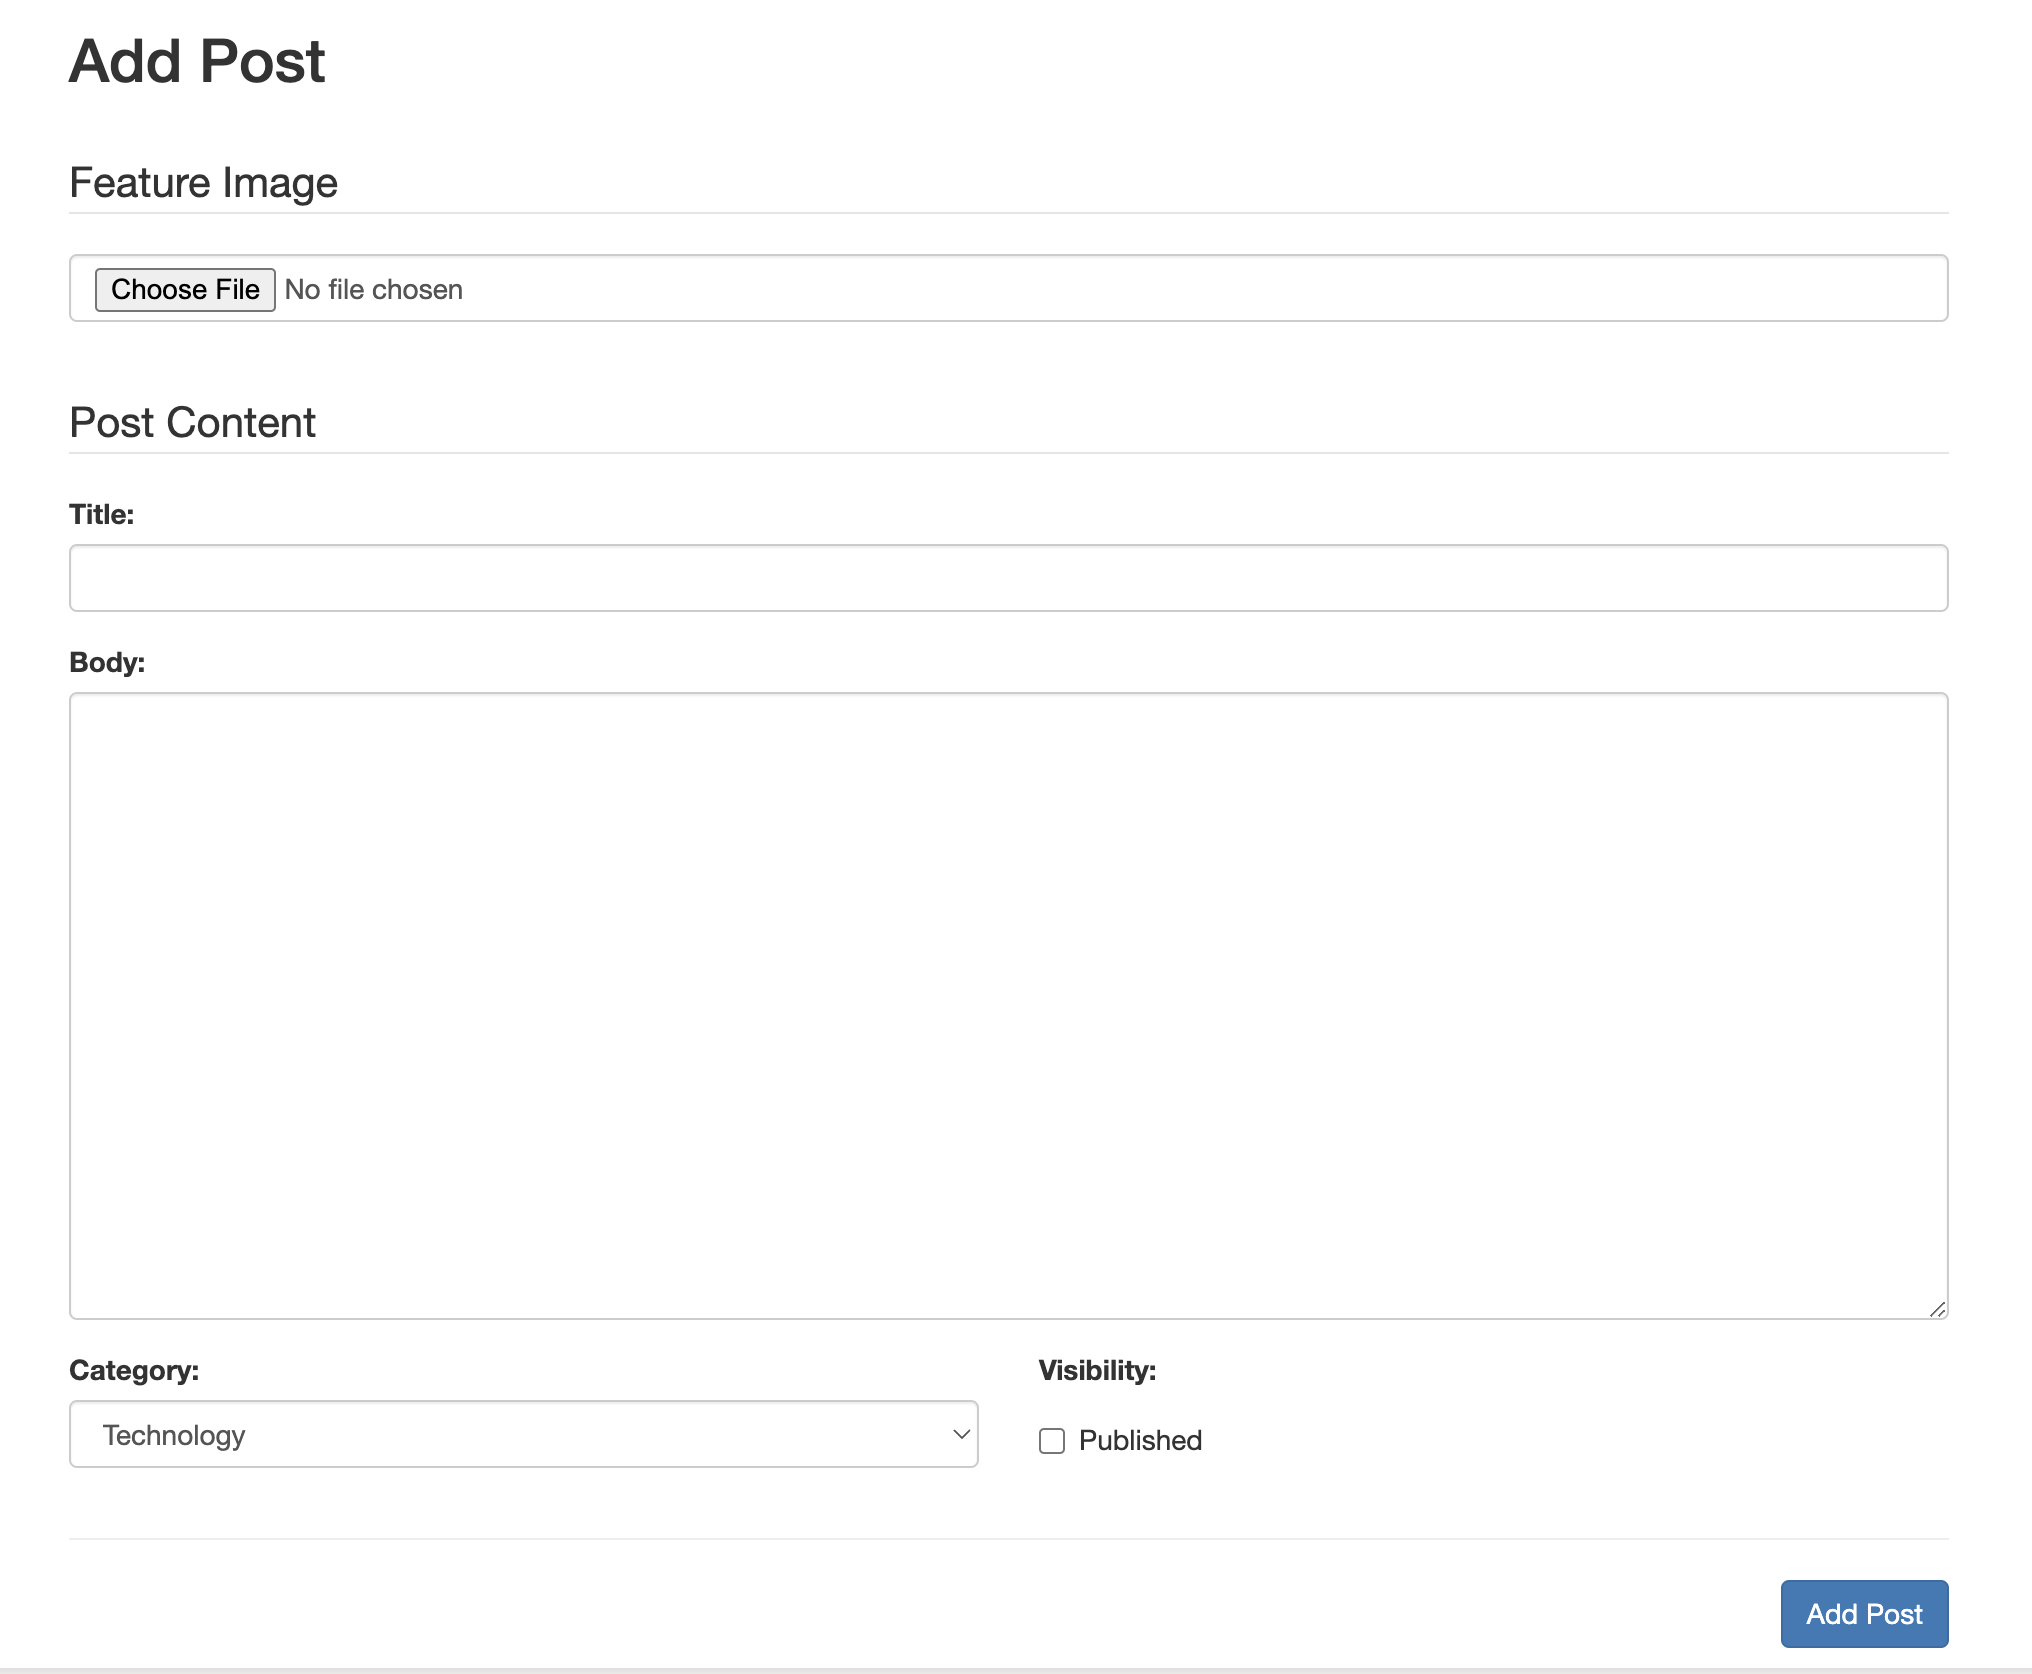 Add Post
Feature Image
Choose File No file chosen
Post Content
Title:
Body:
Category:
Visibility:
Technology
Published
Add Post